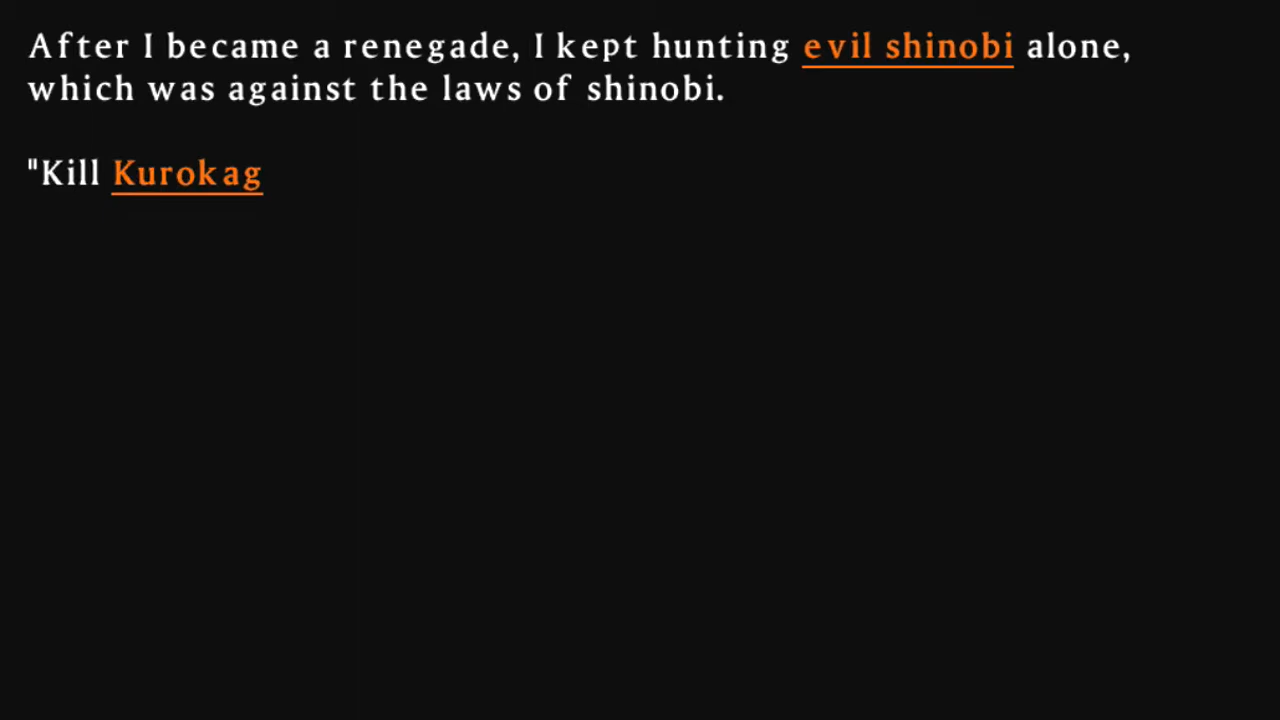 After I became a renegade, I kept hunting evil shinobi alone,
which was against the laws of shinobi.
"Kill Kurokag